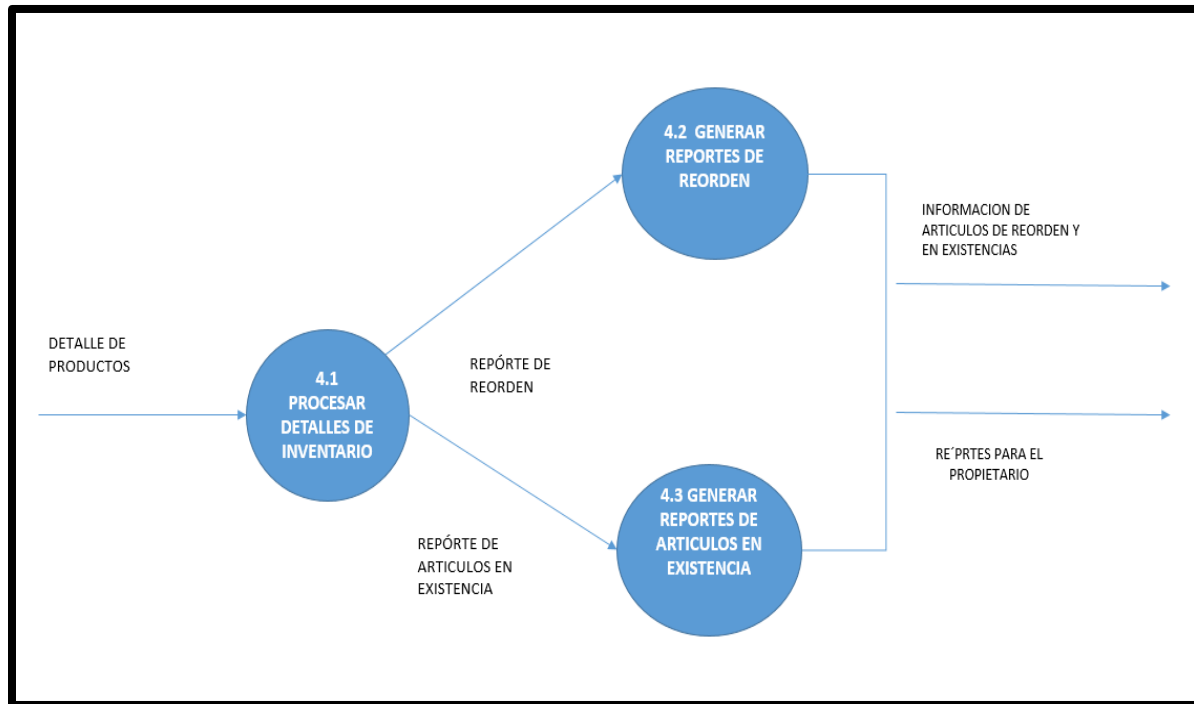 DETALLE DE
PRODUCTOS
4.1
PROCESAR
DETALLES DE
INVENTARIO
REPÓRTE DE
REORDEN
REPÓRTE DE
ARTICULOS EN
EXISTENCIA
4.2 GENERAR
REPORTES DE
REORDEN
4.3 GENERAR
REPORTES DE
ARTICULOS EN
EXISTENCIA
INFORMACION DE
ARTICULOS DE REORDEN Y
EN EXISTENCIAS
RE´PRTES PARA EL
PROPIETARIO